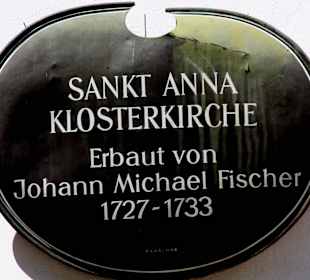 SANKT ANNA
KLOSTERKIRCHE
Erbaut von
Johann Michael Fischer
1727-1733